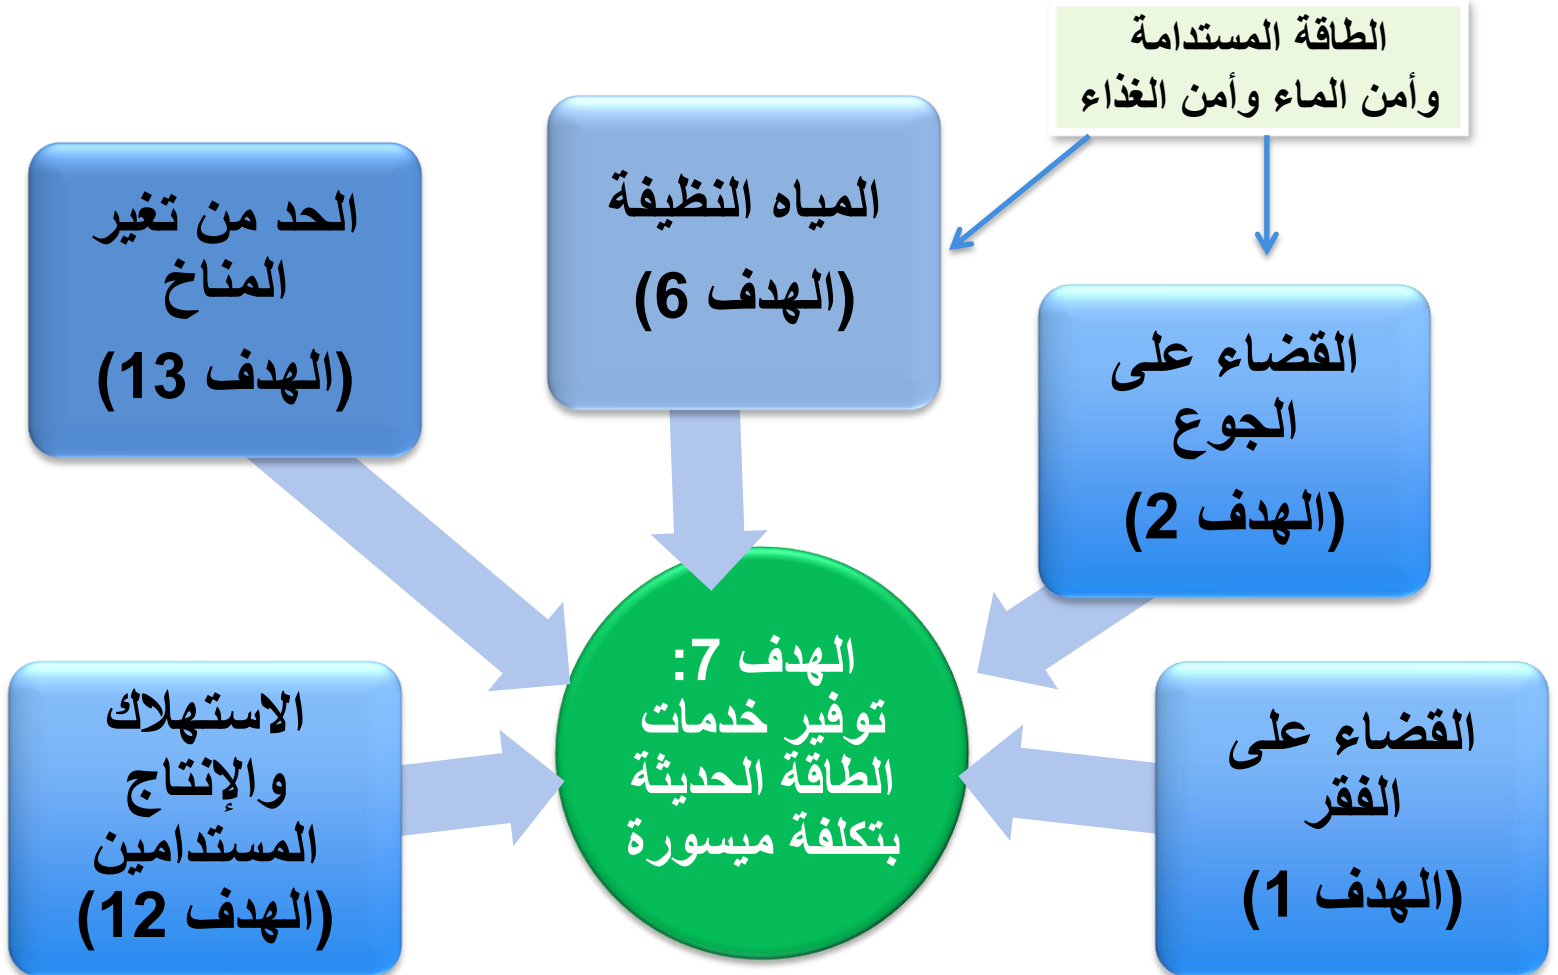 الطاقة المستدامة
وأمن الماء وأمن الغذاء
المياه النظيفة
(الهدف 6)
الحد من تغير
المناخ
(الهدف 13)
القضاء على
الجوع
(الهدف 2)
الهدف 7:
توفير خدمات
الطاقة الحديثة
بتكلفة ميسورة
القضاء على
الفقر
(الهدف 1)
الاستهلاك
والإنتاج
المستدامين
(الهدف 12)